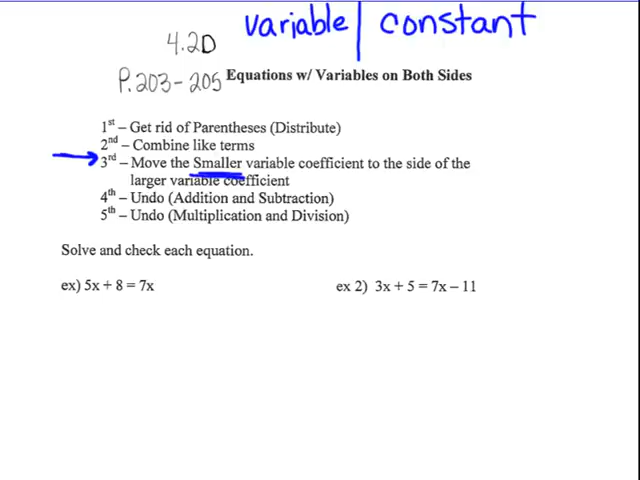 variable | constant
4.2D
P.203-205 Equations w/ Variables on Both Sides
1st – Get rid of Parentheses (Distribute)
2nd – Combine like terms
3rd – Move the Smaller variable coefficient to the side of the
larger variable coefficient
4th – Undo (Addition and Subtraction)
5th – Undo (Multiplication and Division)
Solve and check each equation.
ex) 5x + 8 = 7x
ex 2) 3x + 5 = 7x – 11